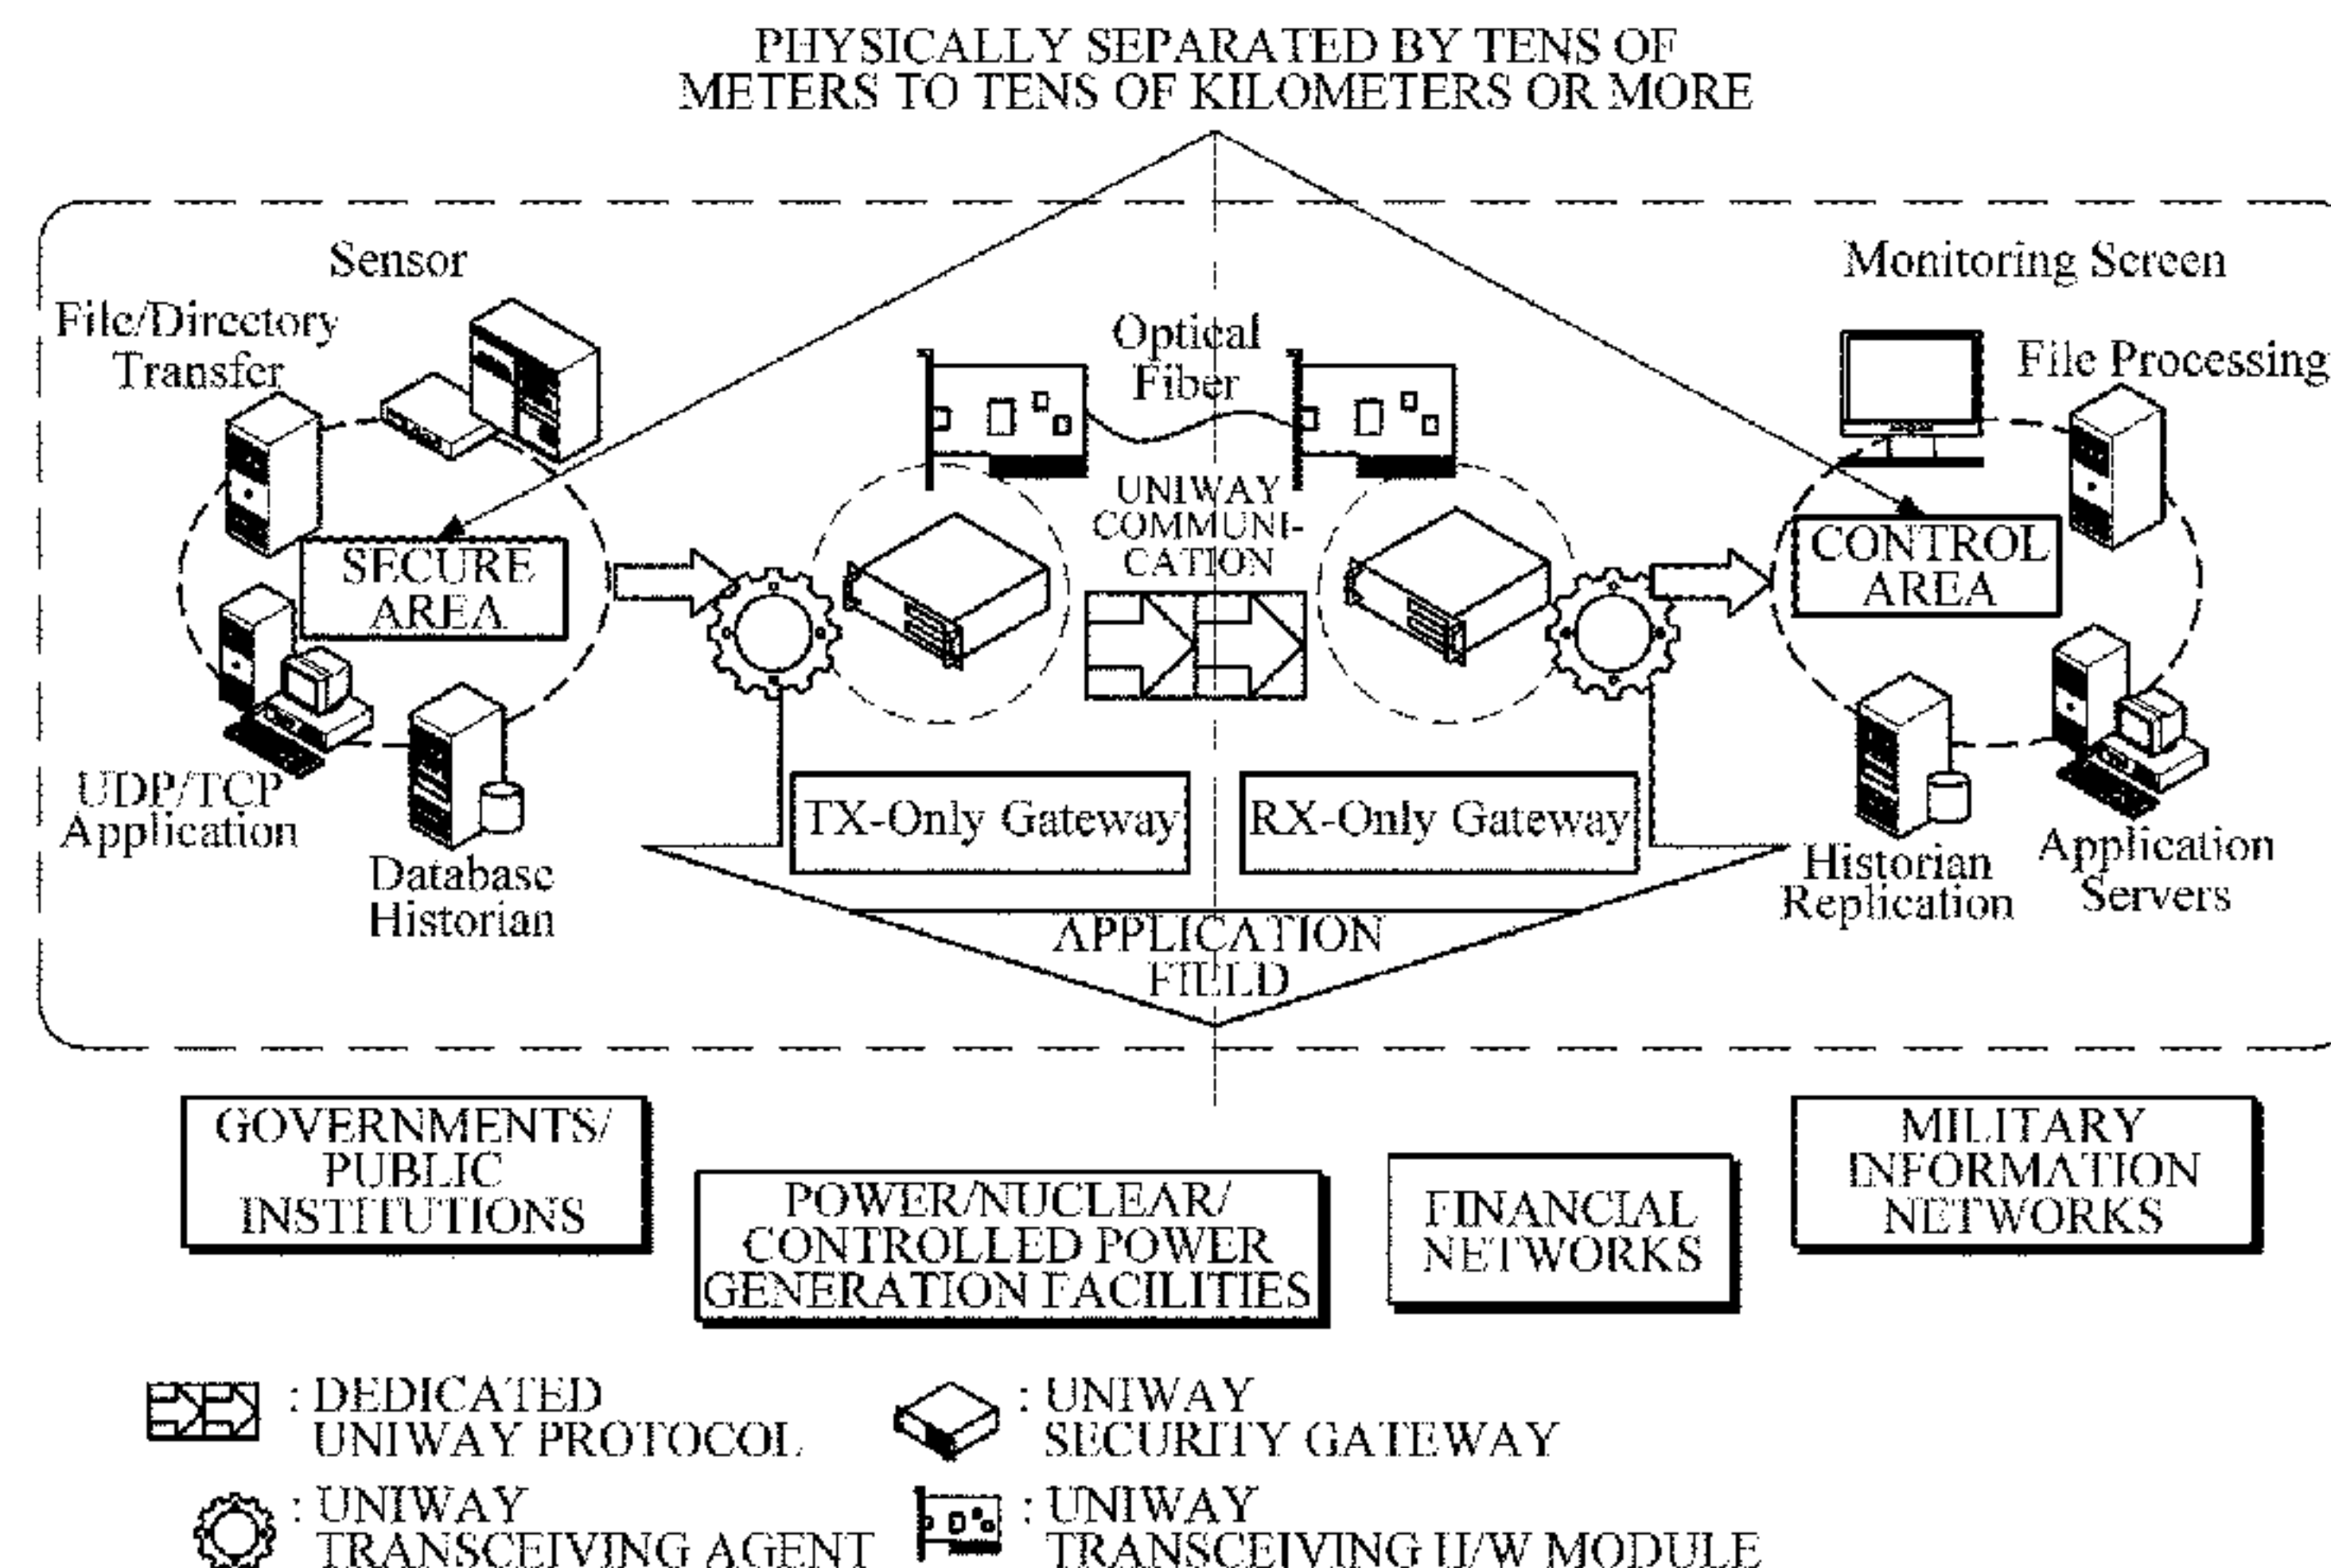 PHYSICALLY SEPARATED BY TENS OF
METERS TO TENS OF KILOMETERS OR MORE
Sensor
File/Directory
Transfer
SECURE
AREA
UDP/TCP
Application
Database
Historian
Optical
Fiber
UNIWAY
COMMUNI-
CATION
TX-Only Gateway
RX-Only Gateway
APPLICATION
FIELD
Monitoring Screen
File Processing
CONTROL
AREA
Historian
Replication
Application
Servers
GOVERNMENTS/
PUBLIC
INSTITUTIONS
POWER/NUCLEAR/
CONTROLLED POWER
GENERATION FACILITIES
FINANCIAL
NETWORKS
MILITARY
INFORMATION
NETWORKS
: DEDICATED
UNIWAY PROTOCOL
: UNIWAY
SECURITY GATEWAY
: UNIWAY
TRANSCEIVING AGENT
: UNIWAY
TRANSCEIVING H/W MODULE